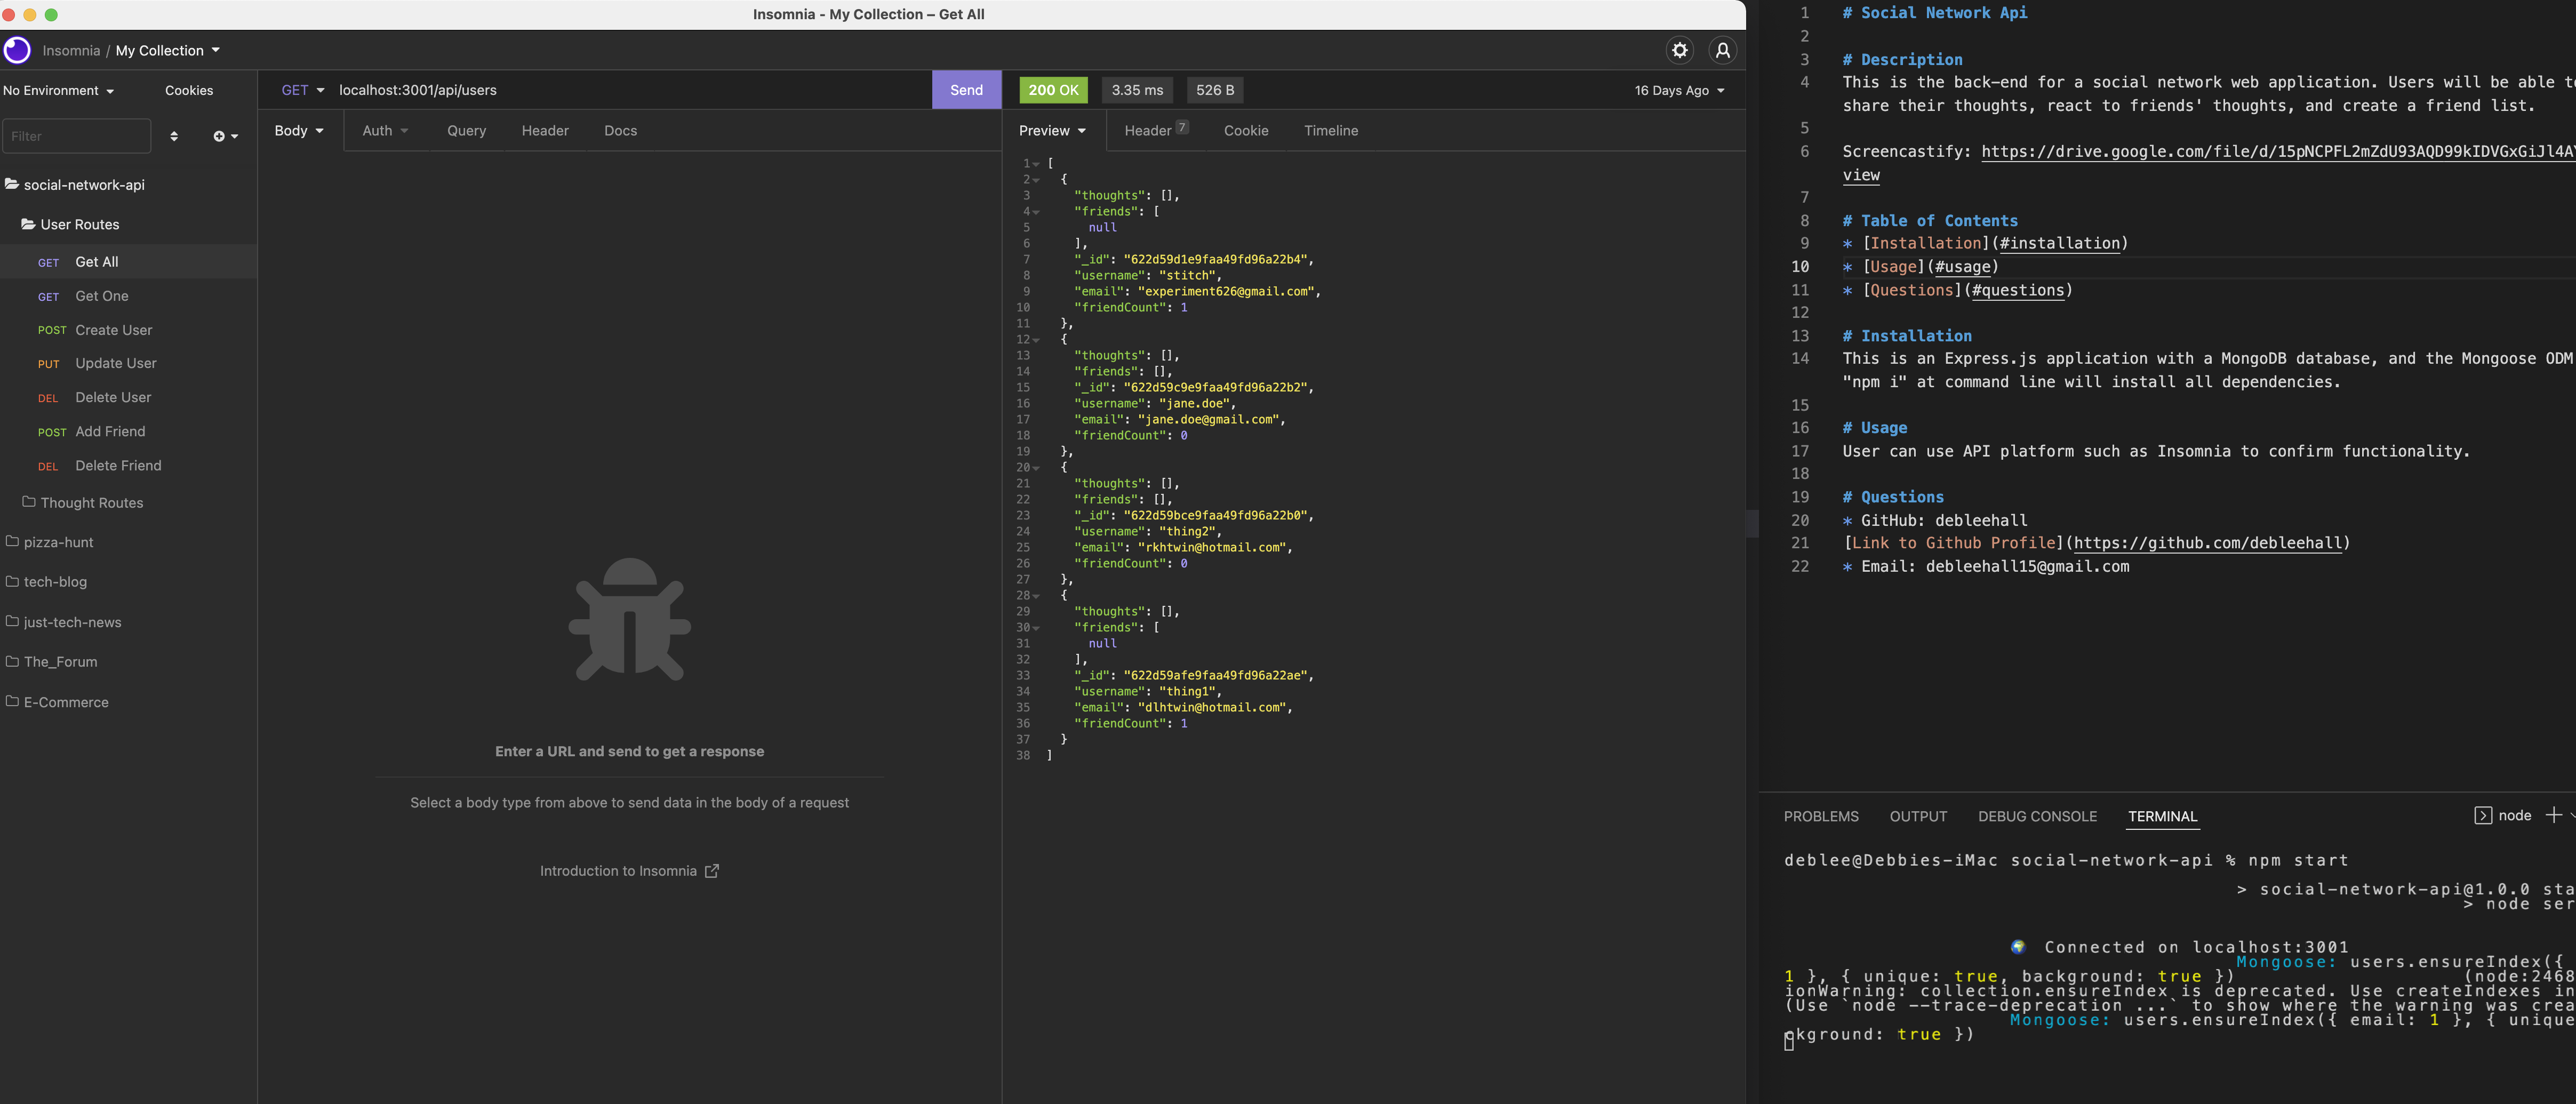 Insomnia - My Collection – Get All
Insomnia / My Collection
No Environment
Cookies
Filter
social-network-api
User Routes
GET Get All
GET Get One
POST Create User
PUT Update User
DEL Delete User
POST Add Friend
DEL Delete Friend
Thought Routes
pizza-hunt
tech-blog
just-tech-news
The_Forum
E-Commerce
GET localhost:3001/api/users Send
Body Auth Query Header Docs
Enter a URL and send to get a response
Select a body type from above to send data in the body of a request
Introduction to Insomnia
200 OK 3.35 ms 526 B 16 Days Ago
Preview Header 7 Cookie Timeline
1 [
2 {
3 "thoughts": [],
4 "friends": [
5 null
6 ],
7 "_id": "622d59d1e9faa49fd96a22b4",
8 "username": "stitch",
9 "email": "experiment626@gmail.com",
10 "friendCount": 1
11 },
12 {
13 "thoughts": [],
14 "friends": [],
15 "_id": "622d59c9e9faa49fd96a22b2",
16 "username": "jane.doe",
17 "email": "jane.doe@gmail.com",
18 "friendCount": 0
19 },
20 {
21 "thoughts": [],
22 "friends": [],
23 "_id": "622d59bce9faa49fd96a22b0",
24 "username": "thing2",
25 "email": "rkhtwin@hotmail.com",
26 "friendCount": 0
27 },
28 {
29 "thoughts": [],
30 "friends": [
31 null
32 ],
33 "_id": "622d59afe9faa49fd96a22ae",
34 "username": "thing1",
35 "email": "dlhtwin@hotmail.com",
36 "friendCount": 1
37 }
38 ]
1 # Social Network Api
2
3 # Description
4 This is the back-end for a social network web application. Users will be able to
share their thoughts, react to friends' thoughts, and create a friend list.
5
6 Screencastify: https://drive.google.com/file/d/15pNCPFL2mZdU93AQD99kIDVGxGiJl4AY
view
7
8 # Table of Contents
9 * [Installation](#installation)
10 * [Usage](#usage)
11 * [Questions](#questions)
12
13 # Installation
14 This is an Express.js application with a MongoDB database, and the Mongoose ODM
"npm i" at command line will install all dependencies.
15
16 # Usage
17 User can use API platform such as Insomnia to confirm functionality.
18
19 # Questions
20 * GitHub: debleehall
21 [Link to Github Profile](https://github.com/debleehall)
22 * Email: debleehall15@gmail.com
PROBLEMS OUTPUT DEBUG CONSOLE TERMINAL node
deblee@Debbies-iMac social-network-api % npm start
> social-network-api@1.0.0 sta
> node ser
🌍 Connected on localhost:3001
Mongoose: users.ensureIndex({
1 }, { unique: true, background: true }) (node:2468
ionWarning: collection.ensureIndex is deprecated. Use createIndexes in
(Use `node --trace-deprecation ...` to show where the warning was crea
Mongoose: users.ensureIndex({ email: 1 }, { unique
ckground: true })